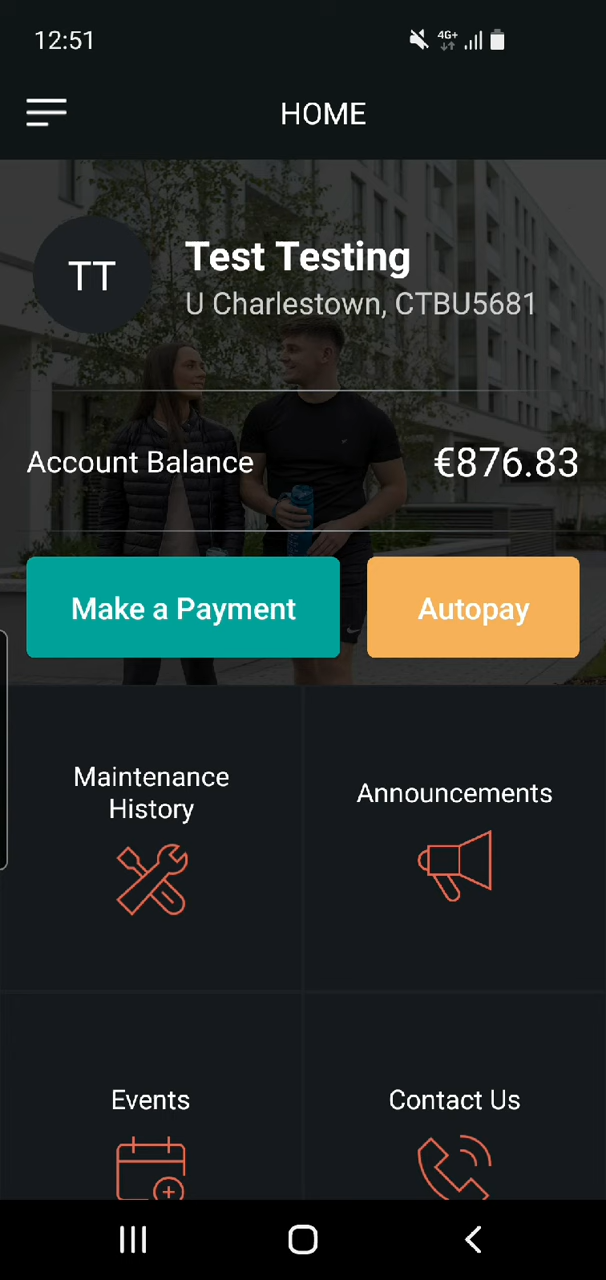 12:51
4G+
HOME
TT
Test Testing
U Charlestown, CTBU5681
Account Balance
€876.83
Make a Payment
Autopay
Maintenance
History
Announcements
Events
Contact Us